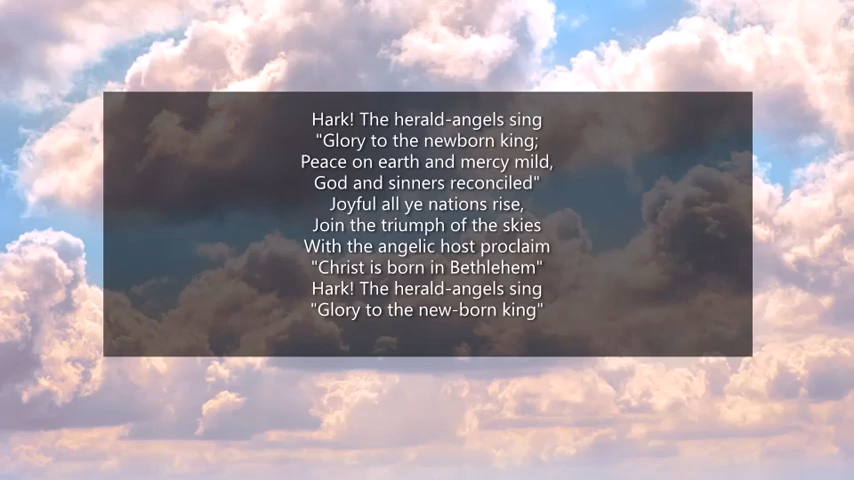 Hark! The herald-angels sing
"Glory to the newborn king;
Peace on earth and mercy mild,
God and sinners reconciled"
Joyful all ye nations rise,
Join the triumph of the skies
With the angelic host proclaim
"Christ is born in Bethlehem"
Hark! The herald-angels sing
"Glory to the new-born king"